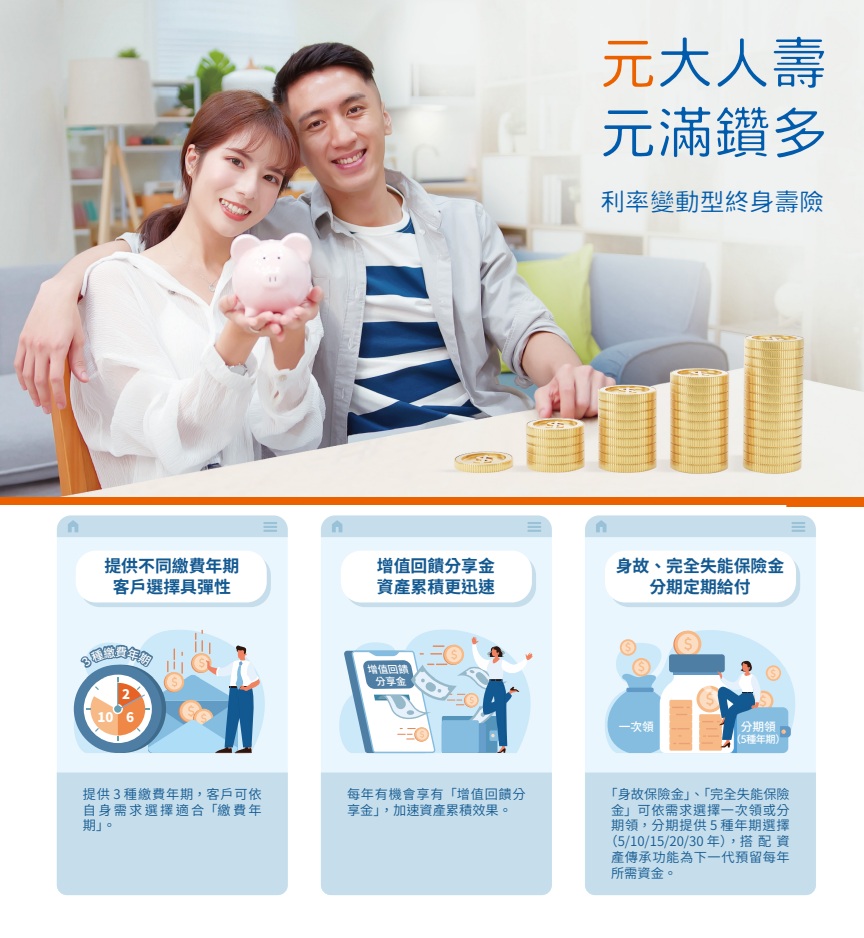 元大人壽
元滿鑽多
利率變動型終身壽險
提供不同繳費年期
客戶選擇具彈性
3種繳費年期
2
10
6
提供 3 種繳費年期，客戶可依
自身需求選擇適合「繳費年
期」。
增值回饋分享金
資產累積更迅速
增值回饋
分享金
每年有機會享有「增值回饋分
享金」，加速資產累積效果。
身故、完全失能保險金
分期定期給付
一次領
分期領
(5種年期)
「身故保險金」、「完全失能保險
金」可依需求選擇一次領或分
期領，分期提供 5 種年期選擇
（5/10/15/20/30 年），搭配資
產傳承功能為下一代預留每年
所需資金。